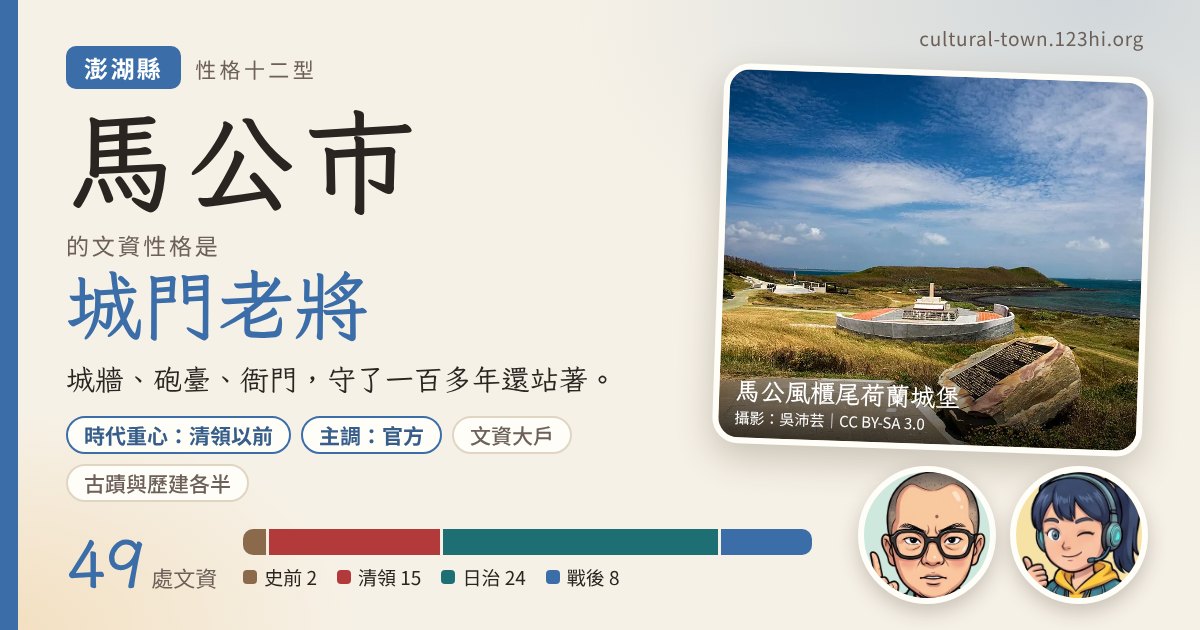 cultural-town.123hi.org
澎湖縣 性格十二型
馬公市
的文資性格是
城門老將
城牆、砲臺、衙門，守了一百多年還站著。
時代重心：清領以前 主調：官方 文資大戶
古蹟與歷建各半
馬公風櫃尾荷蘭城堡
攝影：吳沛芸｜CC BY-SA 3.0
49 處文資
史前 2 清領 15 日治 24 戰後 8